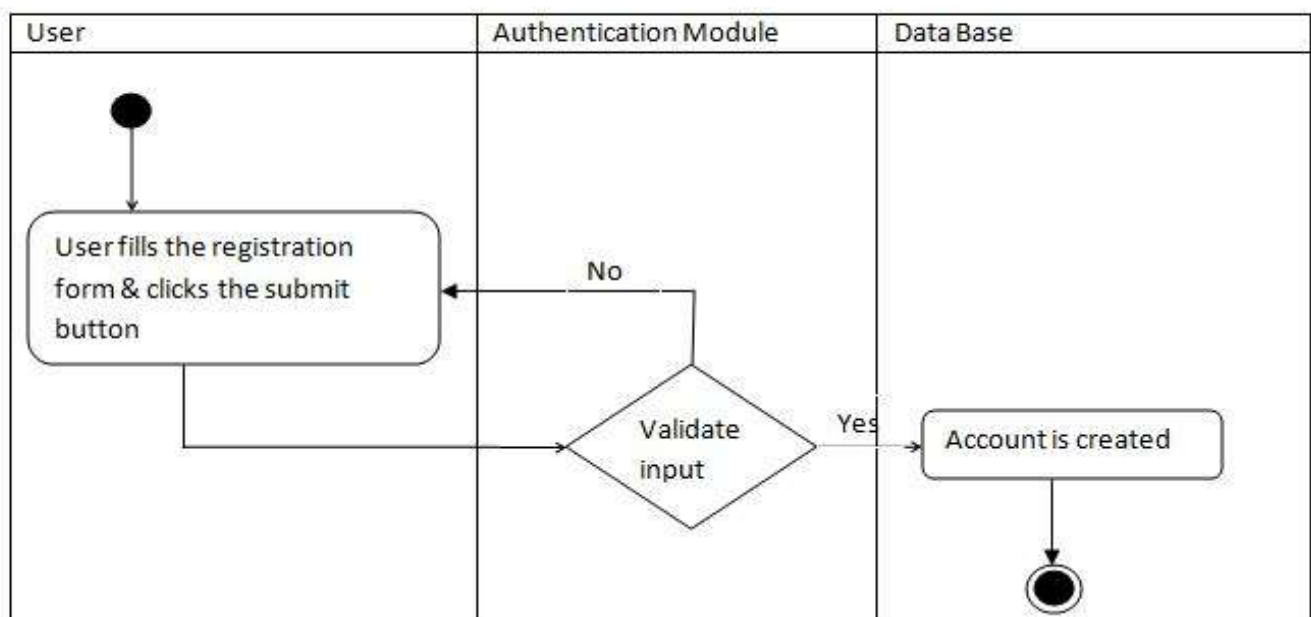 User
Authentication Module
Data Base
User fills the registration
form & clicks the submit
button
No
Validate
input
Yes
Account is created